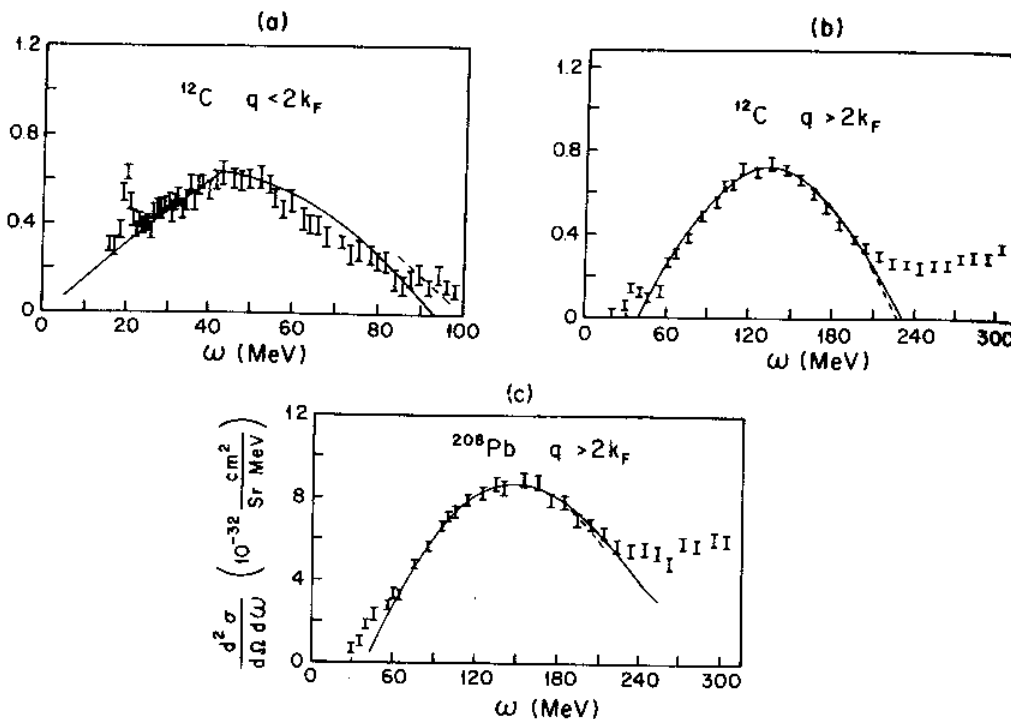 (a)
1.2
0.8
0.4
0
¹²C q < 2k_F
0 20 40 60 80 100
ω (MeV)
(b)
1.2
0.8
0.4
0
¹²C q > 2k_F
0 60 120 180 240 300
ω (MeV)
(c)
12
8
4
0
²⁰⁸Pb q > 2k_F
0 60 120 180 240 300
ω (MeV)
d²σ/dΩdω (10⁻³² cm²/Sr MeV)